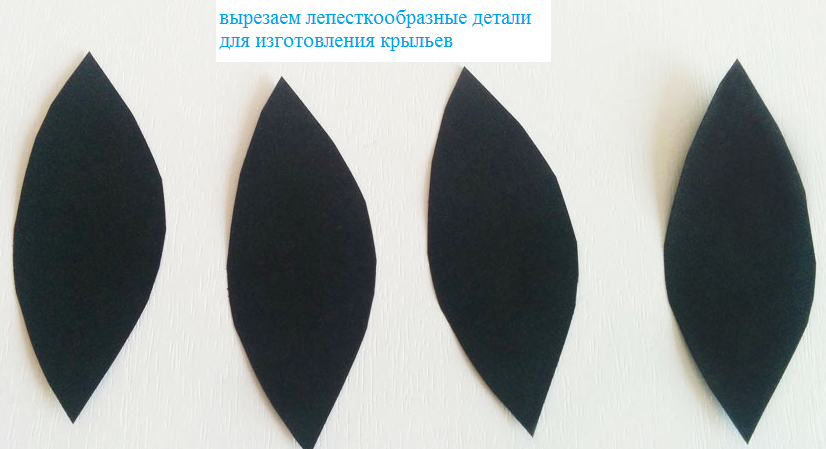 вырезаем лепесткообразные детали
для изготовления крыльев